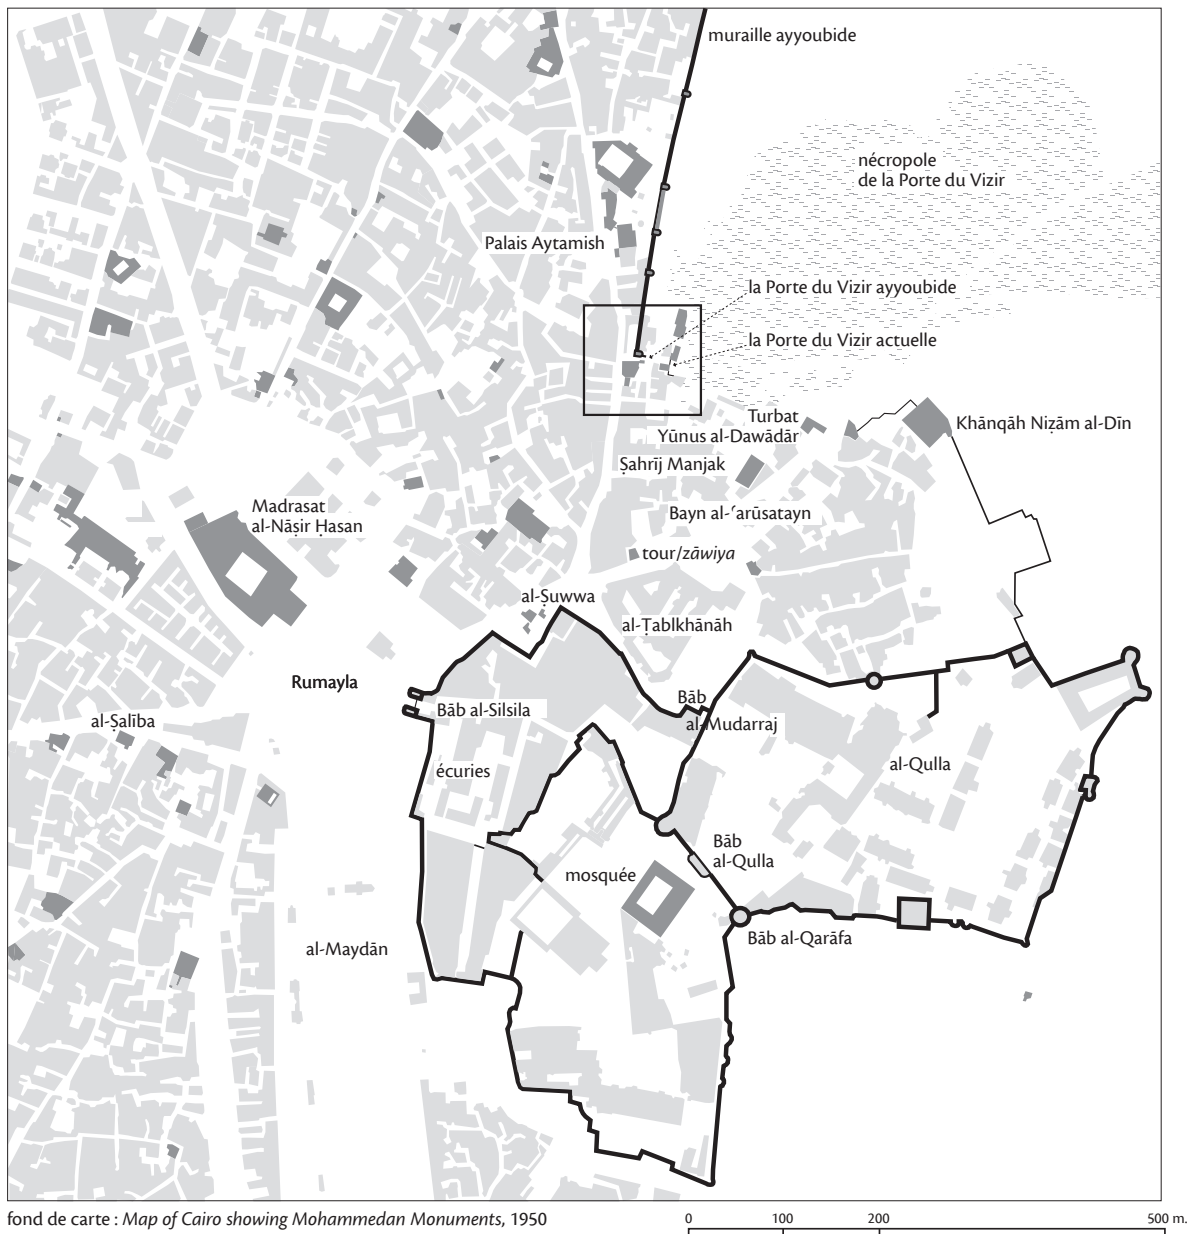 muraille ayyoubide
nécropole
de la Porte du Vizir
Palais Aytamish
la Porte du Vizir ayyoubide
la Porte du Vizir actuelle
Turbat
Yūnus al-Dawādār
Khānqāh Niẓām al-Dīn
Ṣahrīj Manjak
Madrasat
al-Nāṣir Ḥasan
Bayn al-ʿarūsatayn
tour/zāwiya
al-Ṣuwwa
al-Ṭablkhānāh
Rumayla
Bāb
al-Mudarraj
Bāb al-Silsila
al-Ṣalība
écuries
al-Qulla
Bāb
al-Qulla
mosquée
Bāb al-Qarāfa
al-Maydān
fond de carte : Map of Cairo showing Mohammedan Monuments, 1950
0 100 200 500 m.